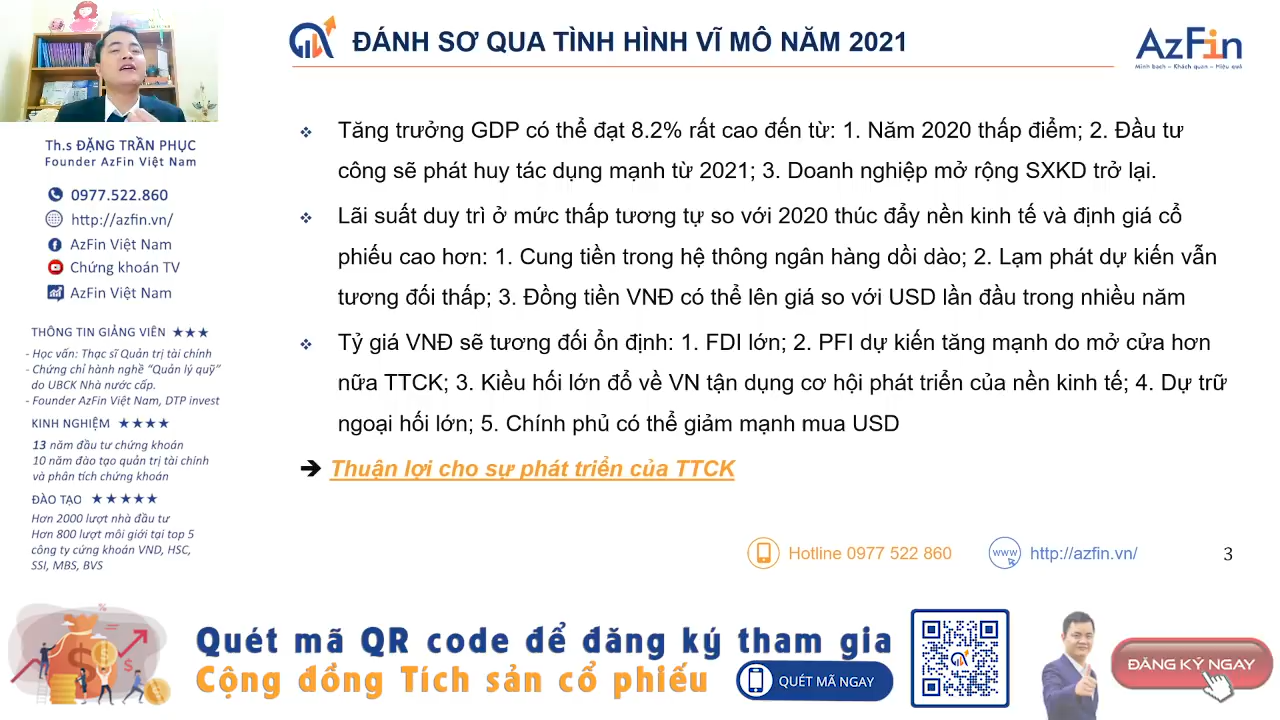 ĐÁNH SƠ QUA TÌNH HÌNH VĨ MÔ NĂM 2021
AzFin
Minh bạch – Khách quan – Hiệu quả
Th.s ĐẶNG TRẦN PHỤC
Founder AzFin Việt Nam
0977.522.860
http://azfin.vn/
AzFin Việt Nam
Chứng khoán TV
AzFin Việt Nam
THÔNG TIN GIẢNG VIÊN ★★★
- Học vấn: Thạc sĩ Quản trị tài chính
- Chứng chỉ hành nghề "Quản lý quỹ"
do UBCK Nhà nước cấp.
- Founder AzFin Việt Nam, DTP invest
KINH NGHIỆM ★★★★
13 năm đầu tư chứng khoán
10 năm đào tạo quản trị tài chính
và phân tích chứng khoán
ĐÀO TẠO ★★★★★
Hơn 2000 lượt nhà đầu tư
Hơn 800 lượt môi giới tại top 5
công ty cứng khoán VND, HSC,
SSI, MBS, BVS
❖ Tăng trưởng GDP có thể đạt 8.2% rất cao đến từ: 1. Năm 2020 thấp điểm; 2. Đầu tư
công sẽ phát huy tác dụng mạnh từ 2021; 3. Doanh nghiệp mở rộng SXKD trở lại.
❖ Lãi suất duy trì ở mức thấp tương tự so với 2020 thúc đẩy nền kinh tế và định giá cổ
phiếu cao hơn: 1. Cung tiền trong hệ thông ngân hàng dồi dào; 2. Lạm phát dự kiến vẫn
tương đối thấp; 3. Đồng tiền VNĐ có thể lên giá so với USD lần đầu trong nhiều năm
❖ Tỷ giá VNĐ sẽ tương đối ổn định: 1. FDI lớn; 2. PFI dự kiến tăng mạnh do mở cửa hơn
nữa TTCK; 3. Kiều hối lớn đổ về VN tận dụng cơ hội phát triển của nền kinh tế; 4. Dự trữ
ngoại hối lớn; 5. Chính phủ có thể giảm mạnh mua USD
➔ Thuận lợi cho sự phát triển của TTCK
Hotline 0977 522 860
www
http://azfin.vn/
3
Quét mã QR code để đăng ký tham gia
Cộng đồng Tích sản cổ phiếu
QUÉT MÃ NGAY
ĐĂNG KÝ NGAY